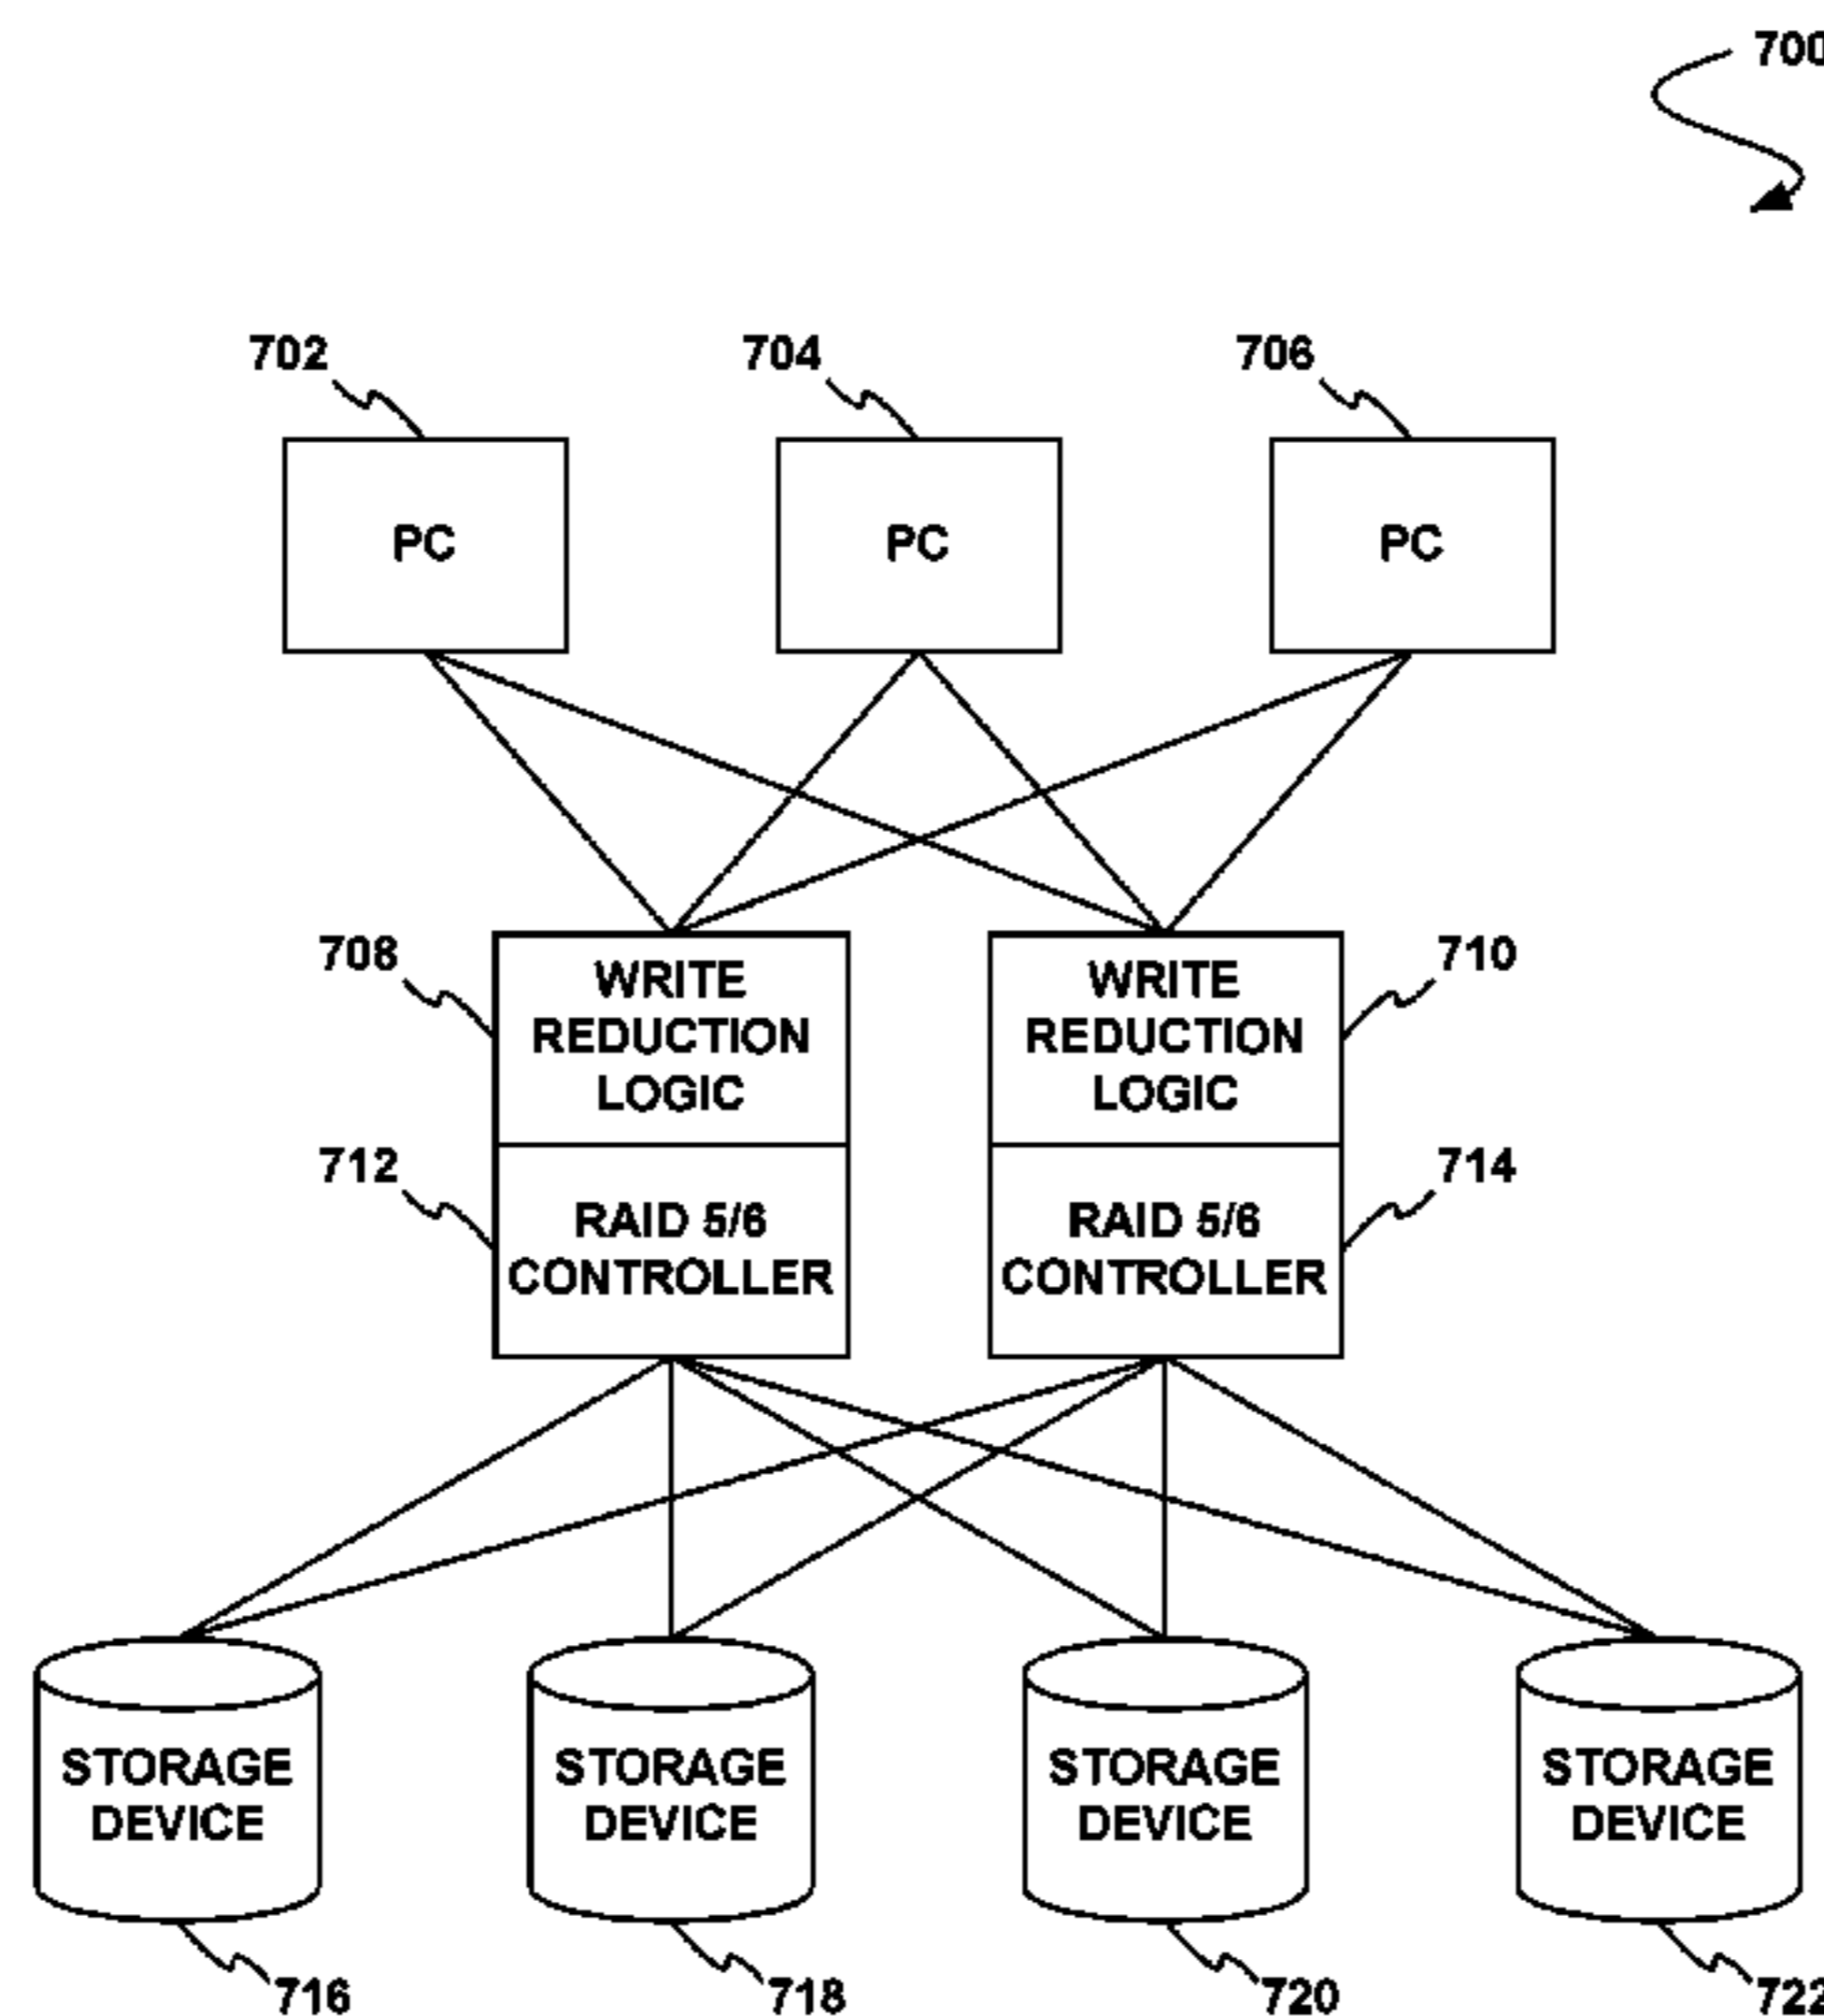 700
702
704
706
PC
PC
PC
708
WRITE
REDUCTION
LOGIC
WRITE
REDUCTION
LOGIC
710
712
RAID 5/6
CONTROLLER
RAID 5/6
CONTROLLER
714
STORAGE
DEVICE
STORAGE
DEVICE
STORAGE
DEVICE
STORAGE
DEVICE
716
718
720
722